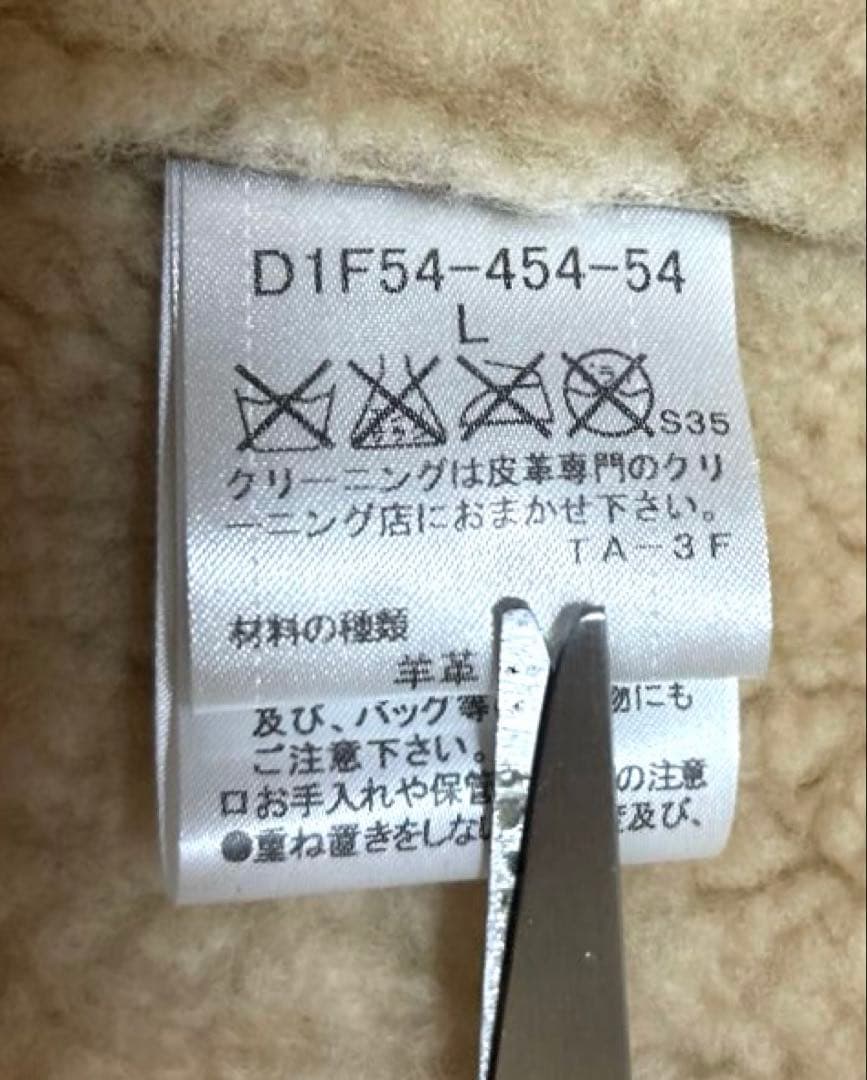 D1F54-454-54
L
S35
クリーニングは皮革専門のクリ
ーニング店におまかせ下さい。
TA-3F
材料の種類
羊革
及び、バッグ等 にも
ご注意下さい。
口お手入れや保管 の注意
●重ね置きをしない 及び、